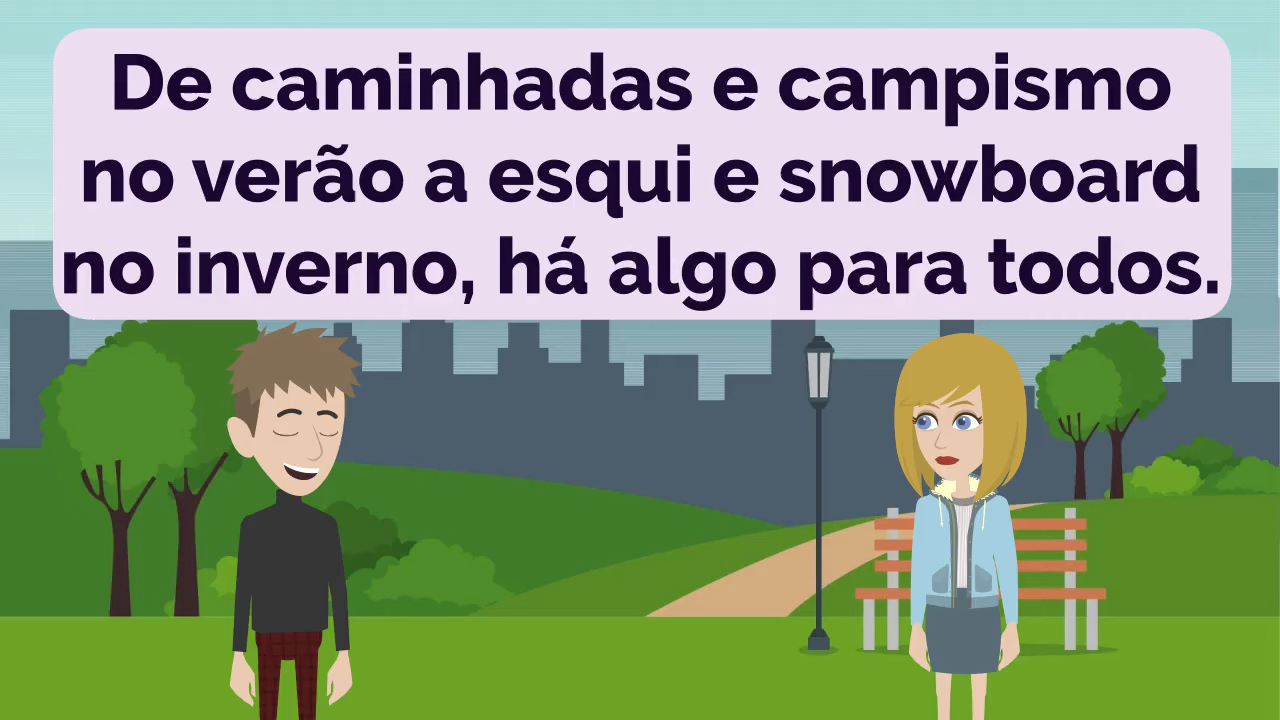 De caminhadas e campismo
no verão a esqui e snowboard
no inverno, há algo para todos.